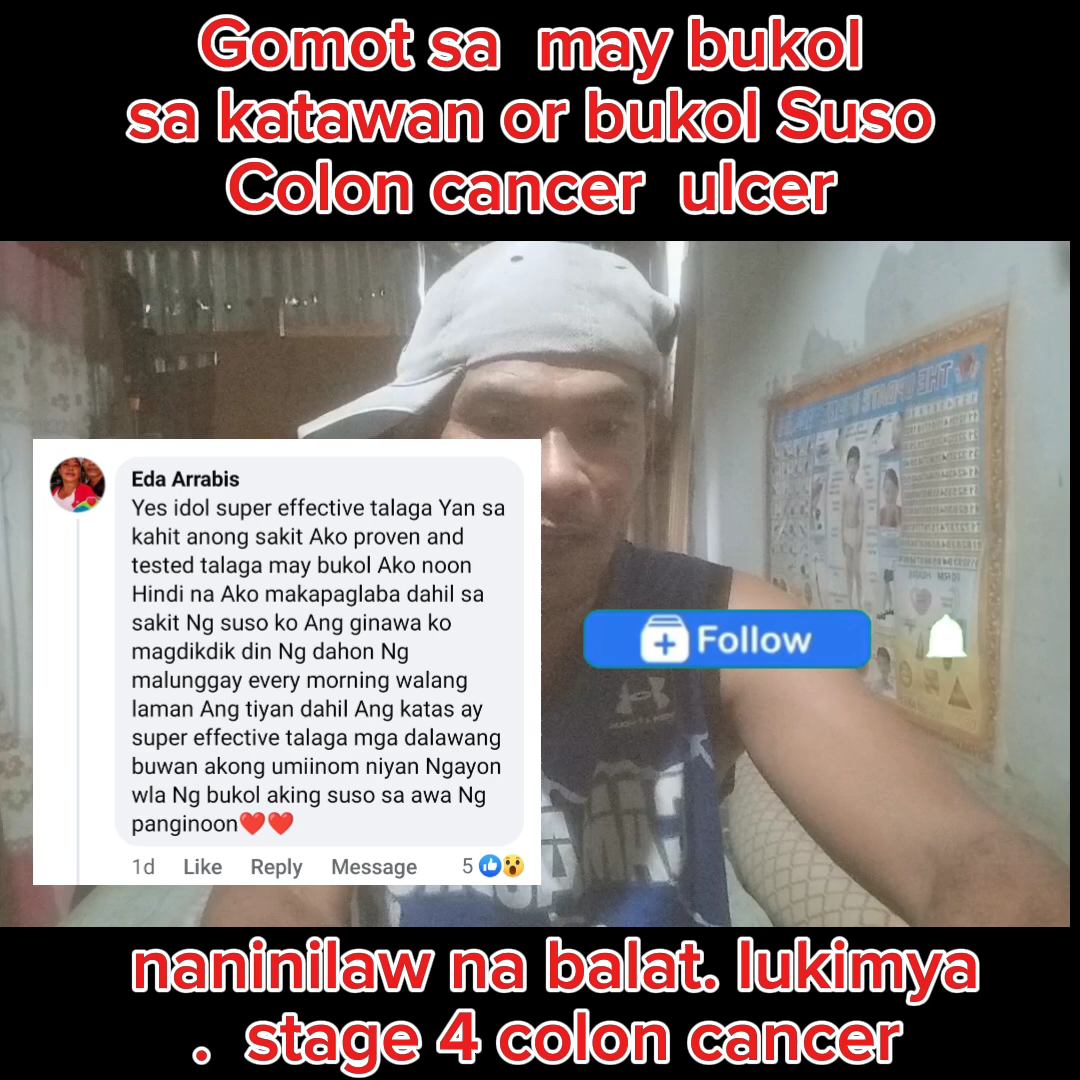 Gomot sa may bukol
sa katawan or bukol Suso
Colon cancer ulcer
Eda Arrabis
Yes idol super effective talaga Yan sa
kahit anong sakit Ako proven and
tested talaga may bukol Ako noon
Hindi na Ako makapaglaba dahil sa
sakit Ng suso ko Ang ginawa ko
magdikdik din Ng dahon Ng
malunggay every morning walang
laman Ang tiyan dahil Ang katas ay
super effective talaga mga dalawang
buwan akong umiinom niyan Ngayon
wla Ng bukol aking suso sa awa Ng
panginoon❤️❤️
1d Like Reply Message 5
Follow
THE UPDATE
naninilaw na balat. lukimya
. stage 4 colon cancer